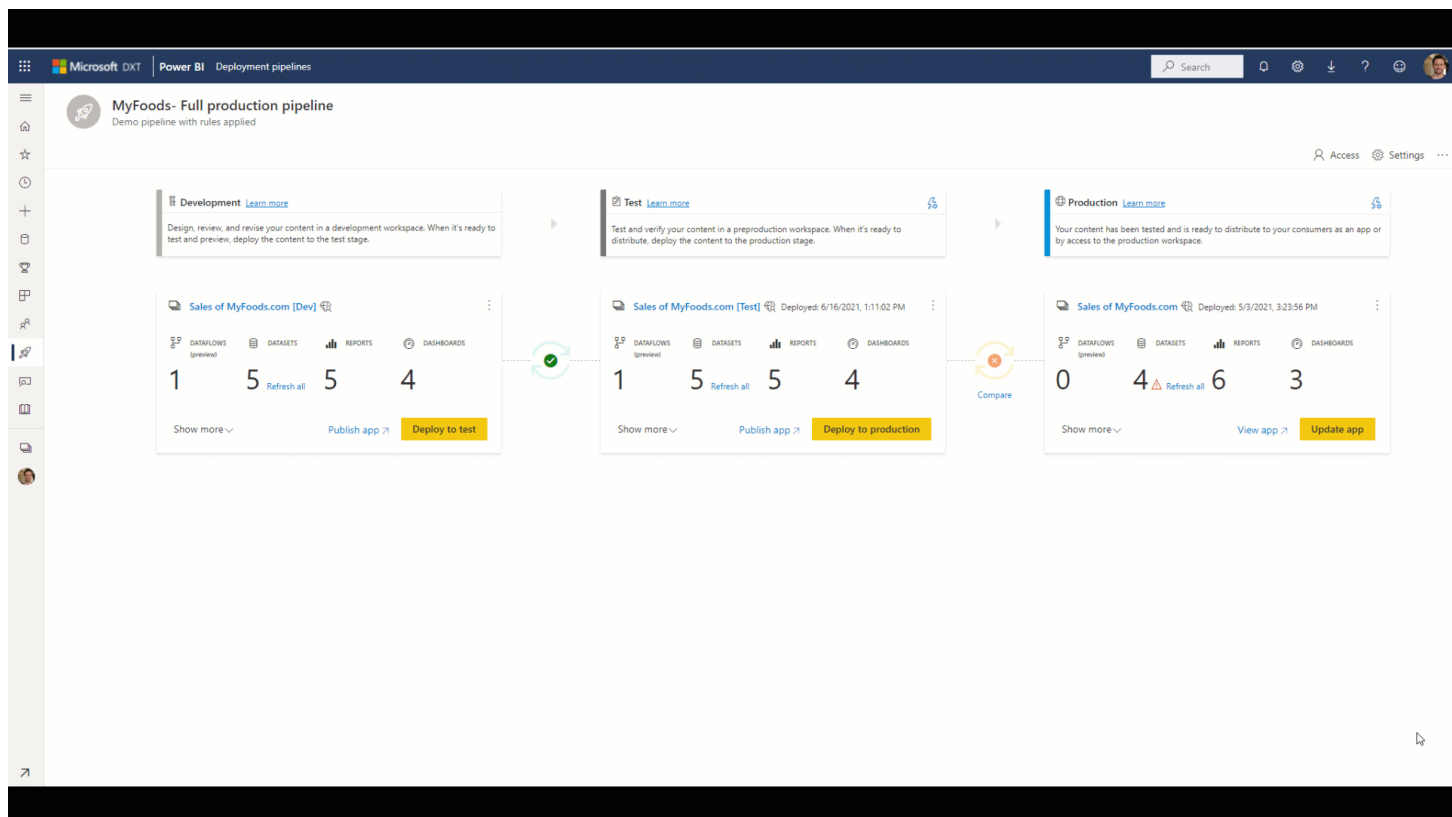 Microsoft DXT Power BI Deployment pipelines Search
MyFoods- Full production pipeline
Demo pipeline with rules applied
Access Settings
Development Learn more
Design, review, and revise your content in a development workspace. When it's ready to
test and preview, deploy the content to the test stage.
Test Learn more
Test and verify your content in a preproduction workspace. When it's ready to
distribute, deploy the content to the production stage.
Production Learn more
Your content has been tested and is ready to distribute to your consumers as an app or
by access to the production workspace.
Sales of MyFoods.com [Dev]
DATAFLOWS DATASETS REPORTS DASHBOARDS
(preview)
1 5 Refresh all 5 4
Show more Publish app Deploy to test
Sales of MyFoods.com [Test] Deployed: 6/16/2021, 1:11:02 PM
DATAFLOWS DATASETS REPORTS DASHBOARDS
(preview)
1 5 Refresh all 5 4
Show more Publish app Deploy to production
Compare
Sales of MyFoods.com Deployed: 5/3/2021, 3:23:56 PM
DATAFLOWS DATASETS REPORTS DASHBOARDS
(preview)
0 4 Refresh all 6 3
Show more View app Update app